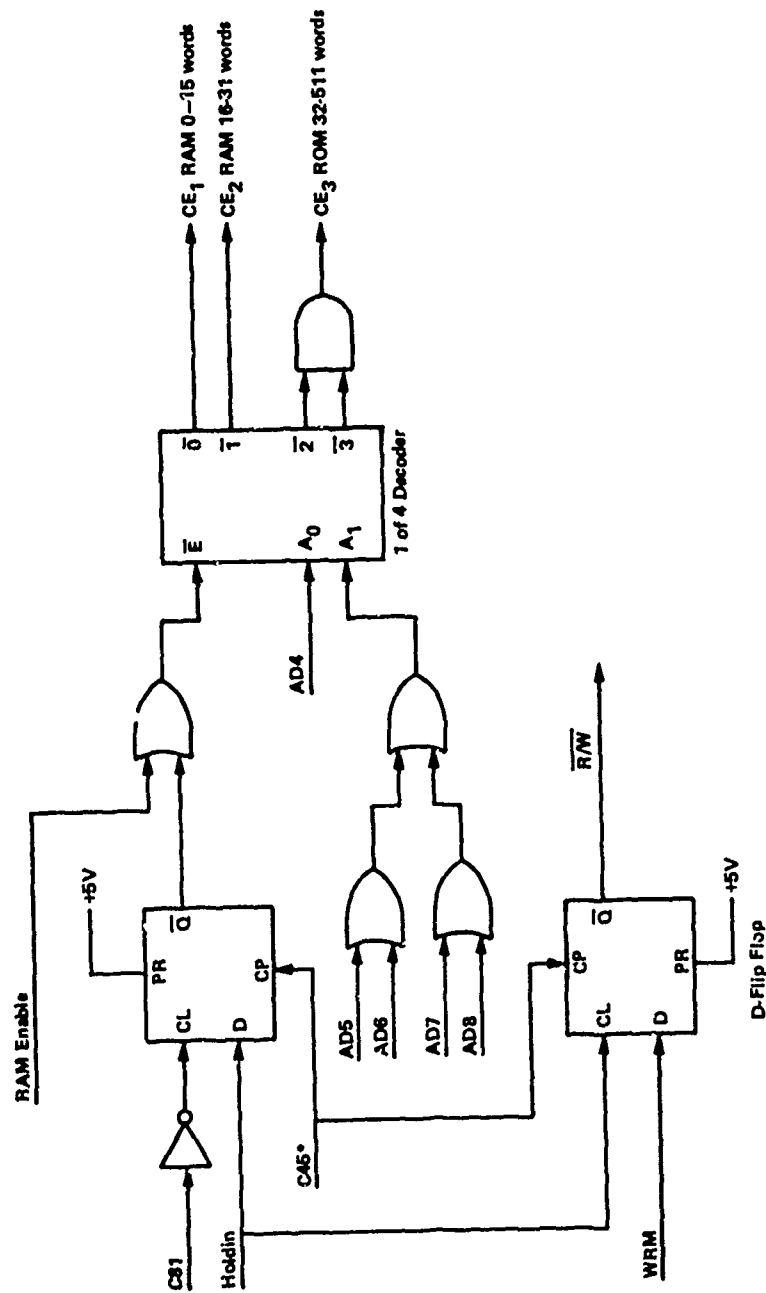 RAM Enable
+5V
C81
Holdin
CL
PR
D
Q
CP
C45*
AD4
AD5
AD6
AD7
AD8
E
A0
A1
0
1
2
3
1 of 4 Decoder
CE1 RAM 0–15 words
CE2 RAM 16-31 words
CE3 ROM 32-511 words
WRM
CL
D
CP
PR
Q
+5V
R/W
D-Flip Flop